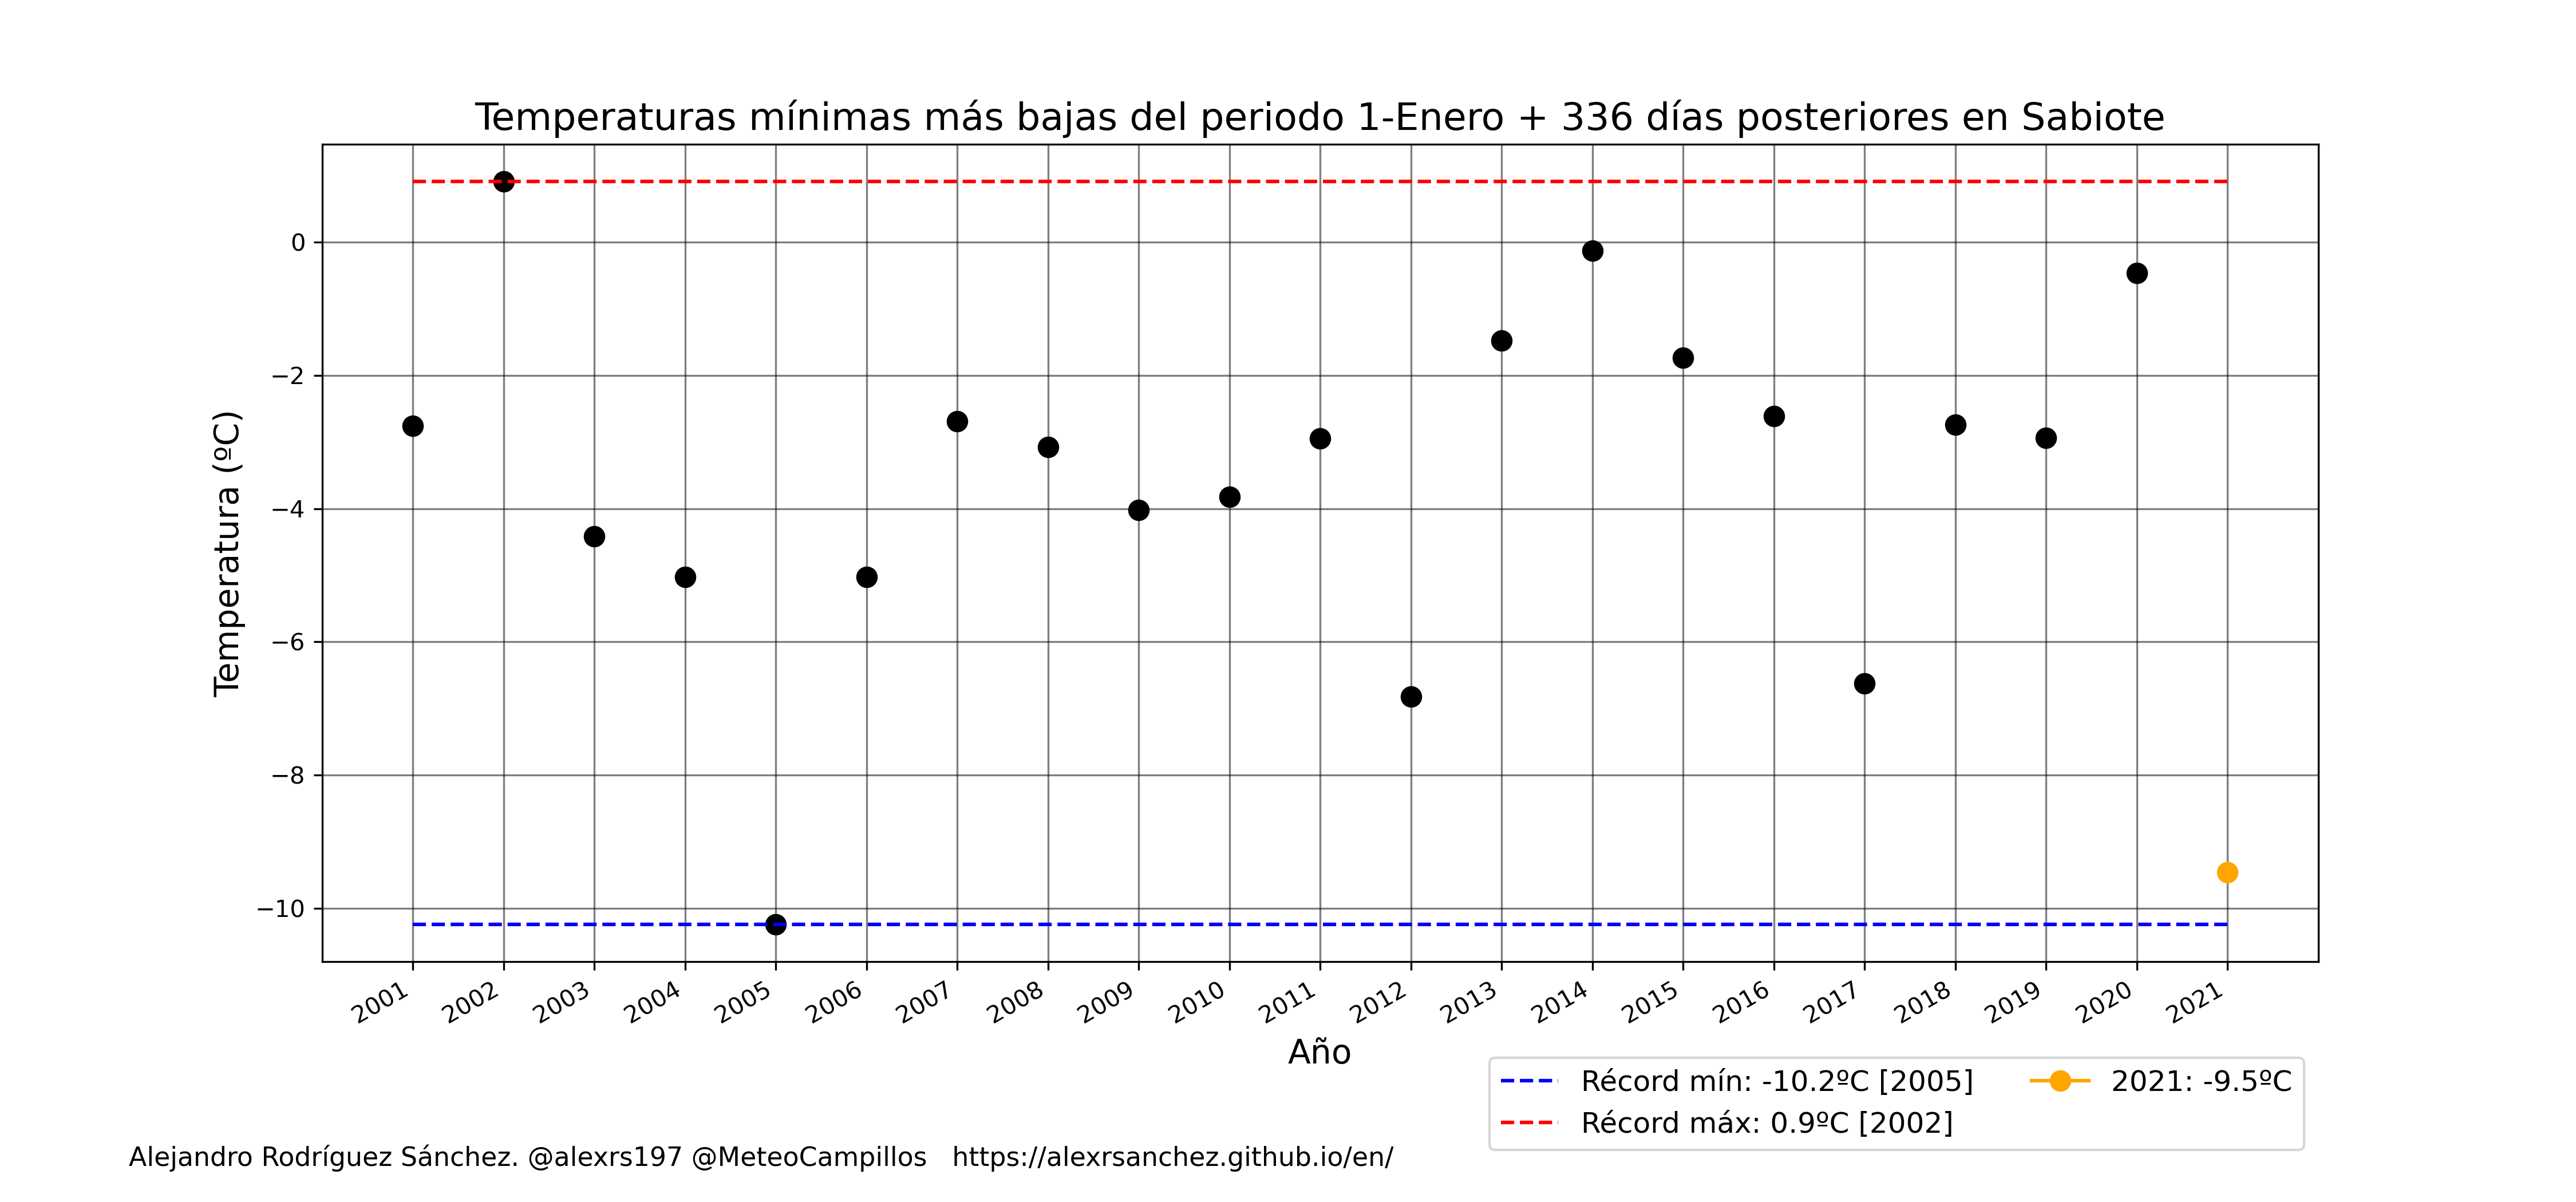 Temperaturas mínimas más bajas del periodo 1-Enero + 336 días posteriores en Sabiote
Temperatura (ºC)
0
−2
−4
−6
−8
−10
2001 2002 2003 2004 2005 2006 2007 2008 2009 2010 2011 2012 2013 2014 2015 2016 2017 2018 2019 2020 2021
Año
Récord mín: -10.2ºC [2005]
Récord máx: 0.9ºC [2002]
2021: -9.5ºC
Alejandro Rodríguez Sánchez. @alexrs197 @MeteoCampillos https://alexrsanchez.github.io/en/